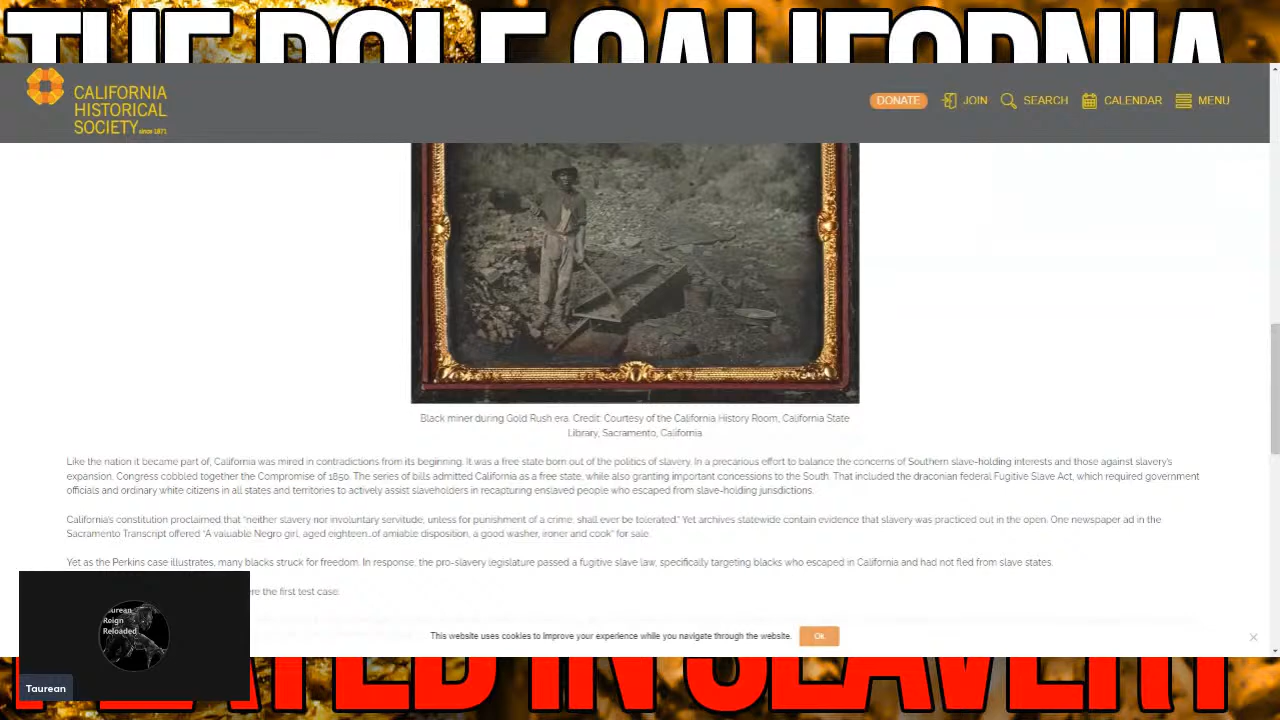 THE ROLE CALIFORNIA
CALIFORNIA
HISTORICAL
SOCIETY since 1871
DONATE JOIN SEARCH CALENDAR MENU
Black miner during Gold Rush era. Credit: Courtesy of the California History Room, California State
Library, Sacramento, California
Like the nation it became part of, California was mired in contradictions from its beginning. It was a free state born out of the politics of slavery. In a precarious effort to balance the concerns of Southern slave-holding interests and those against slavery's
expansion, Congress cobbled together the Compromise of 1850. The series of bills admitted California as a free state, while also granting important concessions to the South. That included the draconian federal Fugitive Slave Act, which required government
officials and ordinary white citizens in all states and territories to actively assist slaveholders in recapturing enslaved people who escaped from slave-holding jurisdictions.
California's constitution proclaimed that "neither slavery nor involuntary servitude, unless for punishment of a crime, shall ever be tolerated." Yet archives statewide contain evidence that slavery was practiced out in the open. One newspaper ad in the
Sacramento Transcript offered "A valuable Negro girl, aged eighteen…of amiable disposition, a good washer, ironer and cook" for sale.
Yet as the Perkins case illustrates, many blacks struck for freedom. In response, the pro-slavery legislature passed a fugitive slave law, specifically targeting blacks who escaped in California and had not fled from slave states.
ere the first test case.
This website uses cookies to improve your experience while you navigate through the website. Ok
aurean
Reign
Reloaded
Taurean
IN SLAVERY